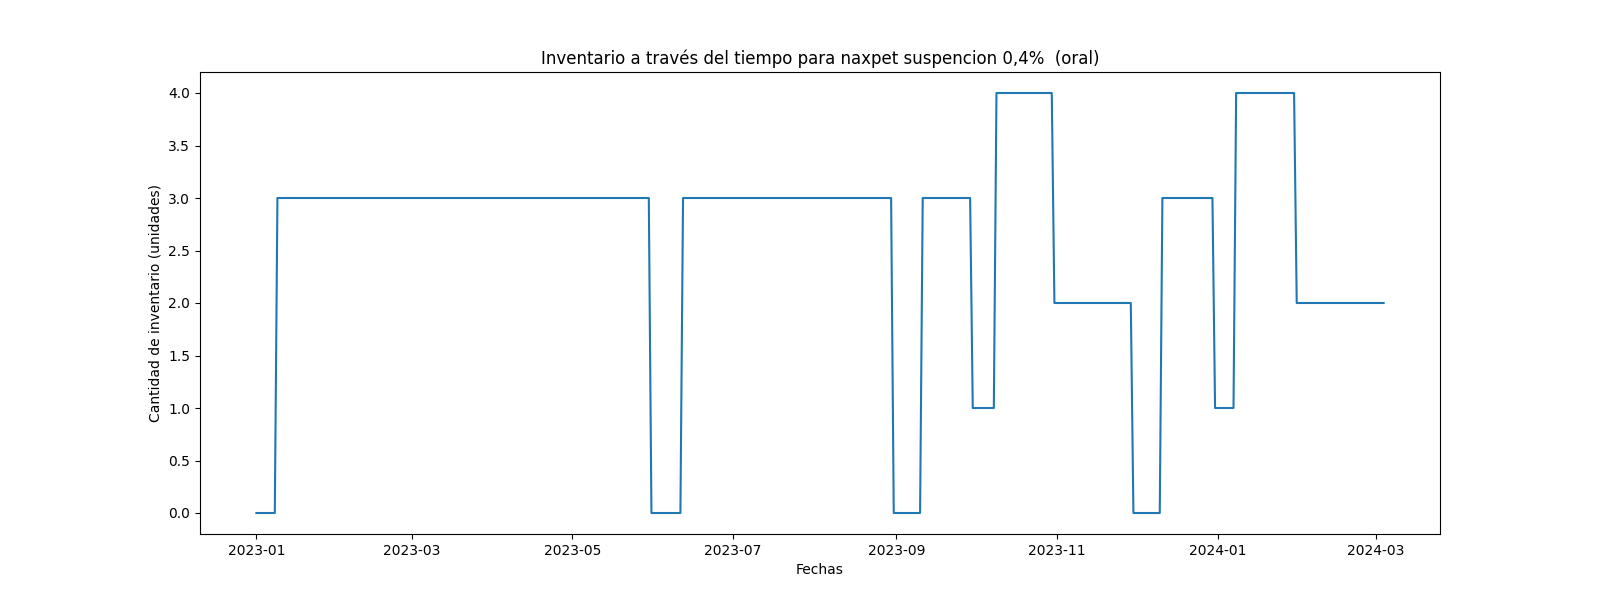 Inventario a través del tiempo para naxpet suspencion 0,4%  (oral)
Cantidad de inventario (unidades)
4.0
3.5
3.0
2.5
2.0
1.5
1.0
0.5
0.0
2023-01 2023-03 2023-05 2023-07 2023-09 2023-11 2024-01 2024-03
Fechas